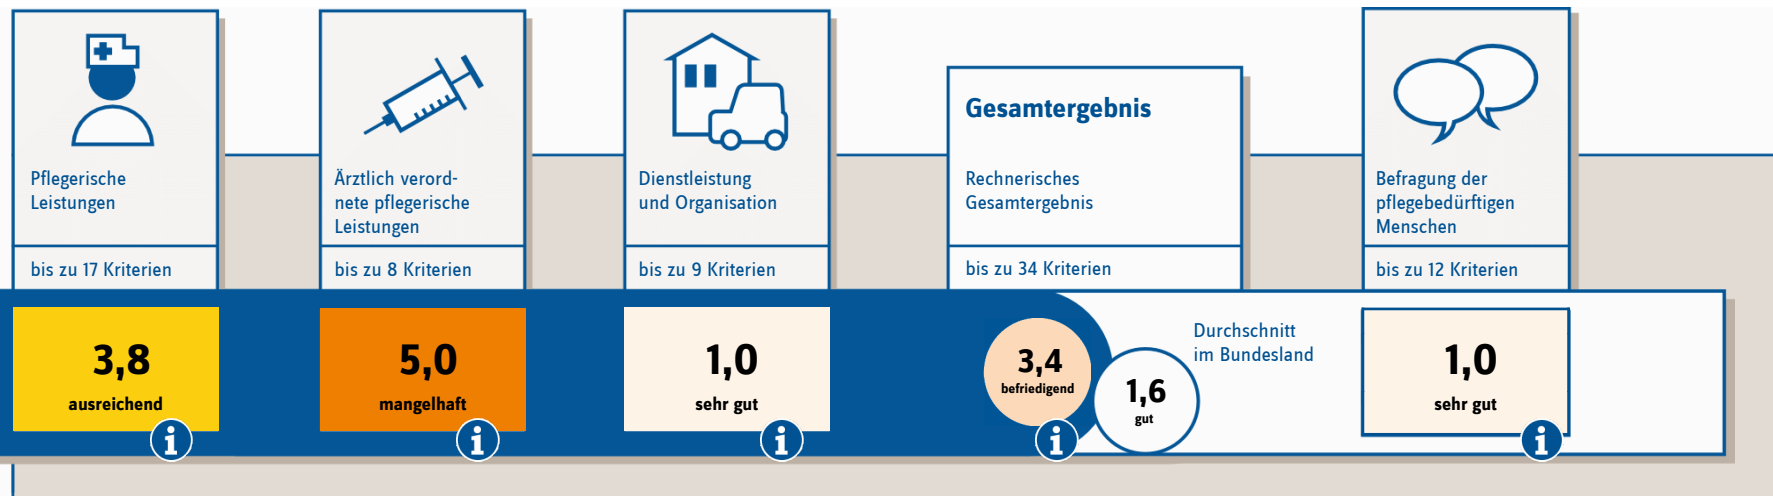 Pflegerische
Leistungen
bis zu 17 Kriterien
3,8
ausreichend
i
Ärztlich verord-
nete pflegerische
Leistungen
bis zu 8 Kriterien
5,0
mangelhaft
i
Dienstleistung
und Organisation
bis zu 9 Kriterien
1,0
sehr gut
i
Gesamtergebnis
Rechnerisches
Gesamtergebnis
bis zu 34 Kriterien
3,4
befriedigend
i
1,6
gut
Durchschnitt
im Bundesland
Befragung der
pflegebedürftigen
Menschen
bis zu 12 Kriterien
1,0
sehr gut
i